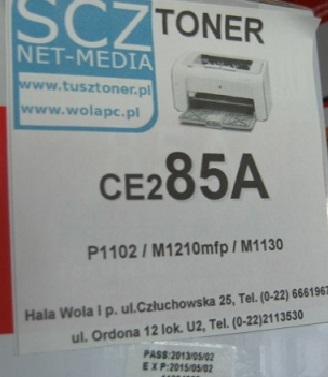 SCZ TONER
NET-MEDIA
www.tusztoner.pl
www.wolapc.pl
CE285A
P1102 / M1210mfp / M1130
Hala Wola I p. ul.Człuchowska 25, Tel. (0-22) 6661967
ul. Ordona 12 lok. U2, Tel. (0-22)2113530
PASS:2013/05/02
EXP:2015/05/02